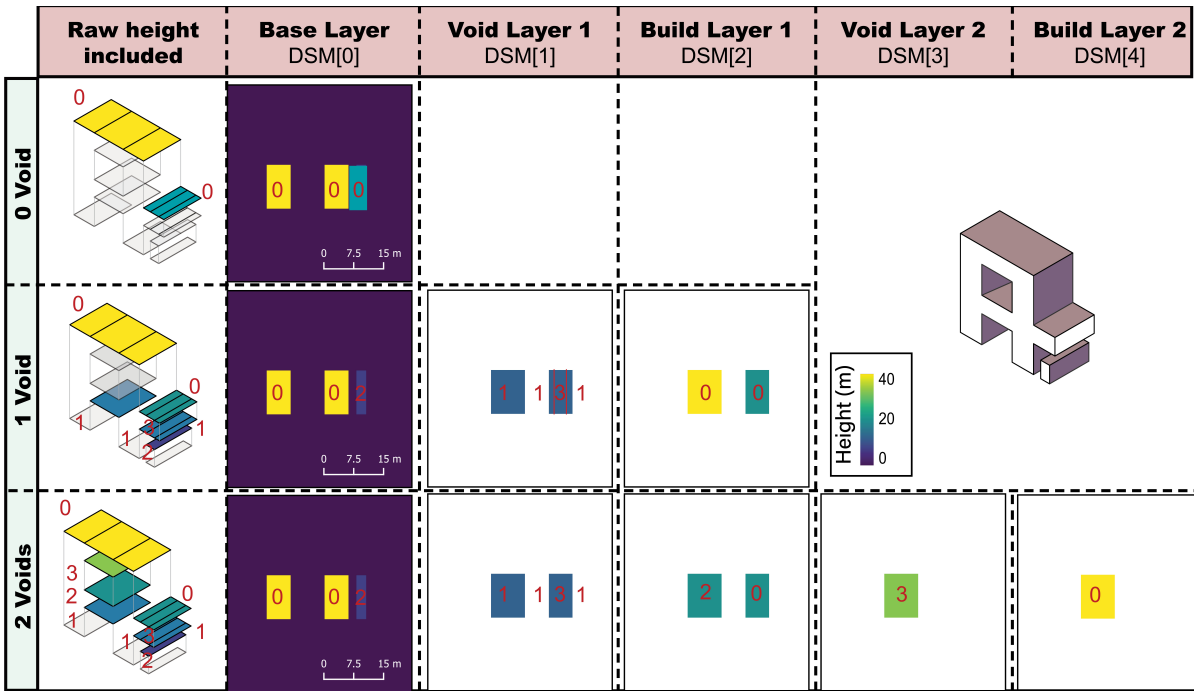 Raw height included
Base Layer DSM[0]
Void Layer 1 DSM[1]
Build Layer 1 DSM[2]
Void Layer 2 DSM[3]
Build Layer 2 DSM[4]
0 Void
0
0
0 0 0
0 7.5 15 m
1 Void
0
0
1 1 3 1
2
0 0 2
0 7.5 15 m
1 1 3 1
0 0
Height (m)
40
20
0
2 Voids
0
3
2
1
0
1 3 1
2
0 0 2
0 7.5 15 m
1 1 3 1
2 0
3
0